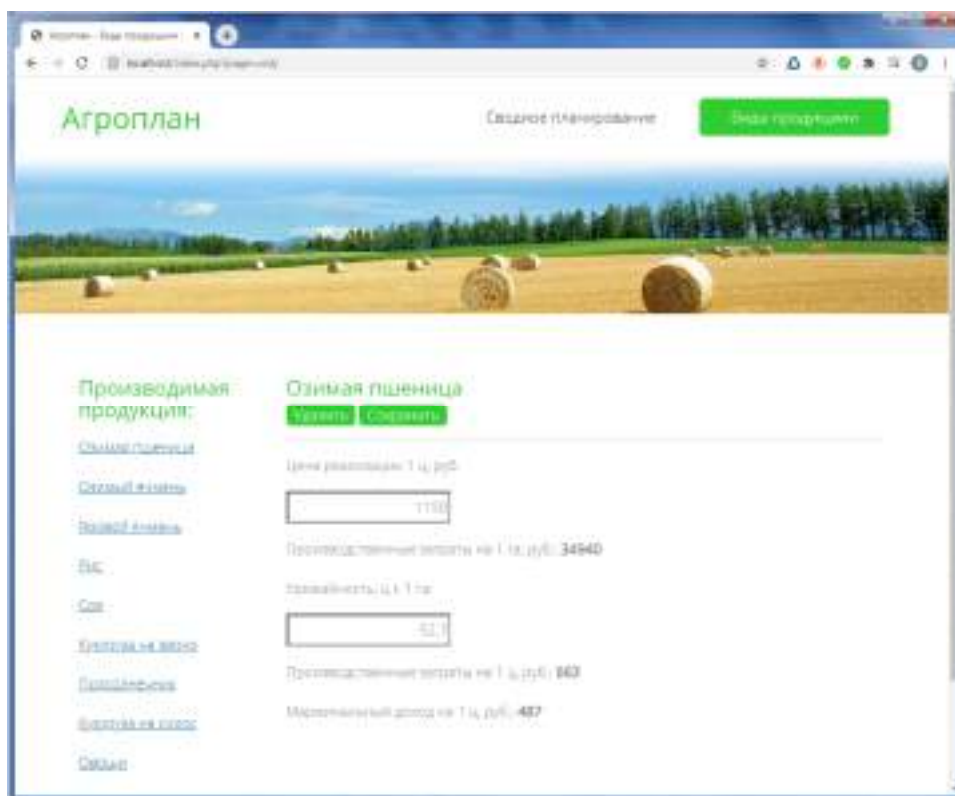 Агроплан
Сводное планирование
Виды продукции
Производимая
продукция:
Озимая пшеница
Озимый ячмень
Яровой ячмень
Рис
Соя
Кукуруза на зерно
Подсолнечник
Кукуруза на силос
Овощи
Озимая пшеница
Удалить Сохранить
Цена реализации 1 ц, руб.
1150
Производственные затраты на 1 га, руб.: 34940
Урожайность, ц с 1 га
52,7
Производственные затраты на 1 ц, руб.: 663
Маржинальный доход на 1 ц, руб.: 487